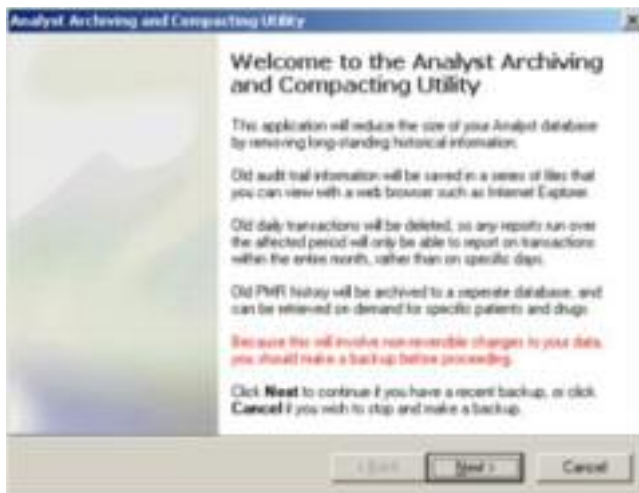 Analyst Archiving and Compacting Utility
Welcome to the Analyst Archiving
and Compacting Utility
This application will reduce the size of your Analyst database
by removing long-standing historical information.
Old audit trail information will be saved in a series of files that
you can view with a web browser such as Internet Explorer.
Old daily transactions will be deleted, so any reports run over
the affected period will only be able to report on transactions
within the entire month, rather than on specific days.
Old PMR history will be archived to a seperate database, and
can be retrieved on demand for specific patients and drugs.
Because this will involve non-reversible changes to your data,
you should make a backup before proceeding.
Click Next to continue if you have a recent backup, or click
Cancel if you wish to stop and make a backup.
< Back Next > Cancel